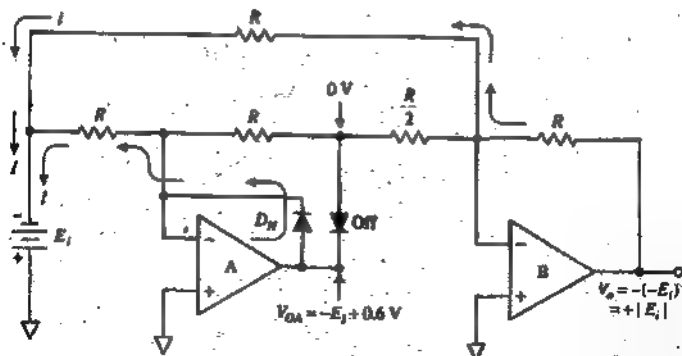 i
R
0 V
R
R
R
2
R
I
i
-
E_i
+
D_N
Off
-
A
+
-
B
+
V_OA = -E_i + 0.6 V
V_o = -(-E_i)
= +|E_i|